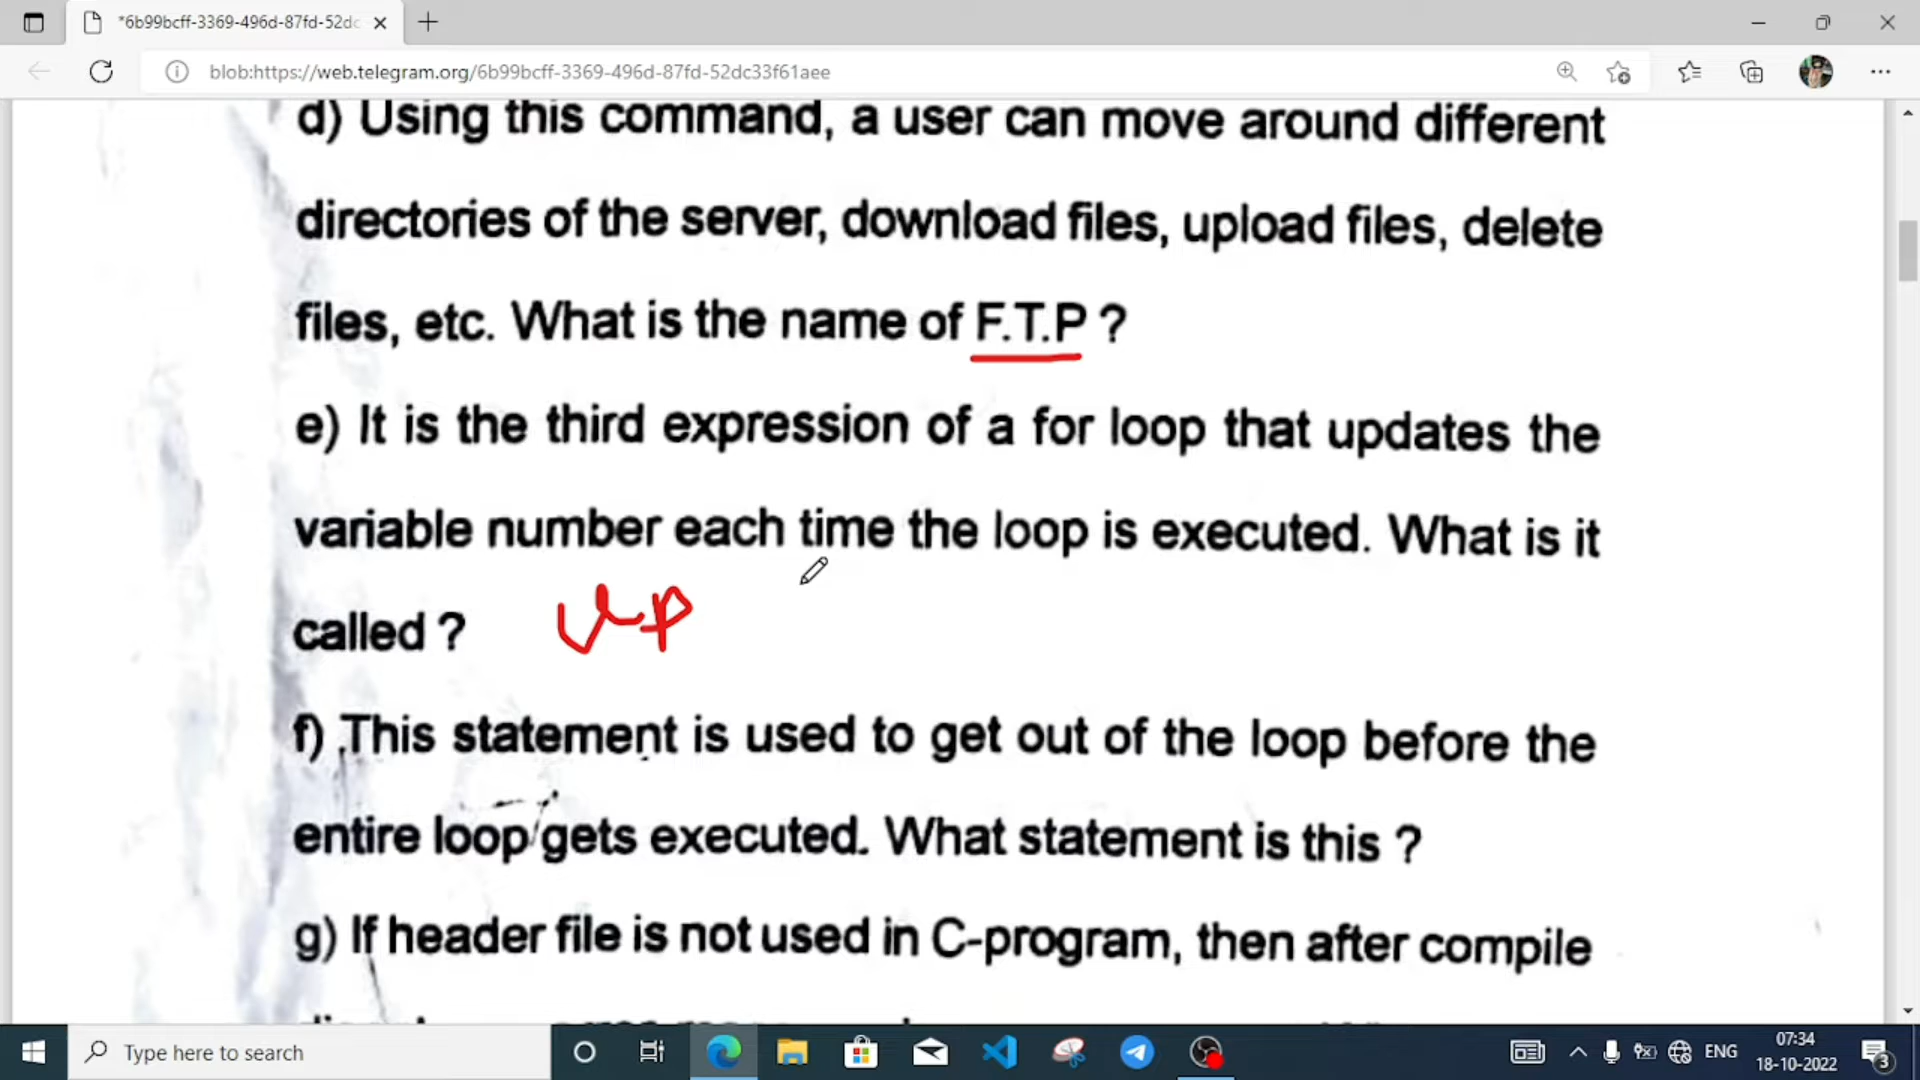 *6b99bcff-3369-496d-87fd-52dc
blob:https://web.telegram.org/6b99bcff-3369-496d-87fd-52dc33f61aee
d) Using this command, a user can move around different
directories of the server, download files, upload files, delete
files, etc. What is the name of F.T.P ?
e) It is the third expression of a for loop that updates the
variable number each time the loop is executed. What is it
called ?
up
f) This statement is used to get out of the loop before the
entire loop gets executed. What statement is this ?
g) If header file is not used in C-program, then after compile
Type here to search
ENG
07:34
18-10-2022
3